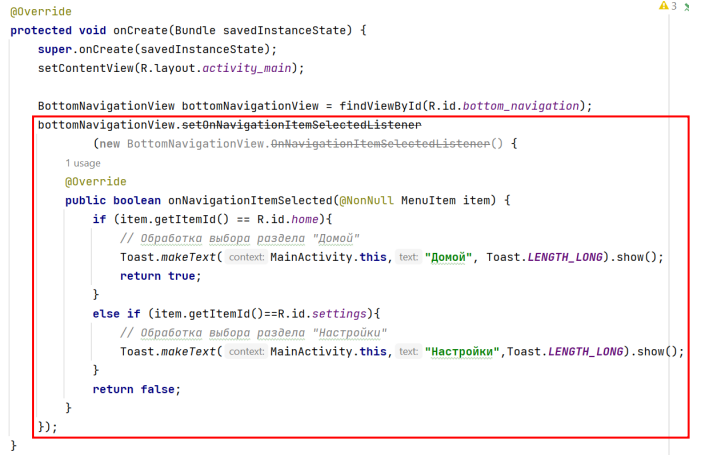 @Override
3
protected void onCreate(Bundle savedInstanceState) {
super.onCreate(savedInstanceState);
setContentView(R.layout.activity_main);
BottomNavigationView bottomNavigationView = findViewById(R.id.bottom_navigation);
bottomNavigationView.setOnNavigationItemSelectedListener
(new BottomNavigationView.OnNavigationItemSelectedListener() {
1 usage
@Override
public boolean onNavigationItemSelected(@NonNull MenuItem item) {
if (item.getItemId() == R.id.home){
// Обработка выбора раздела "Домой"
Toast.makeText( context: MainActivity.this, text: "Домой", Toast.LENGTH_LONG).show();
return true;
}
else if (item.getItemId()==R.id.settings){
// Обработка выбора раздела "Настройки"
Toast.makeText( context: MainActivity.this, text: "Настройки",Toast.LENGTH_LONG).show();
}
return false;
}
});
}